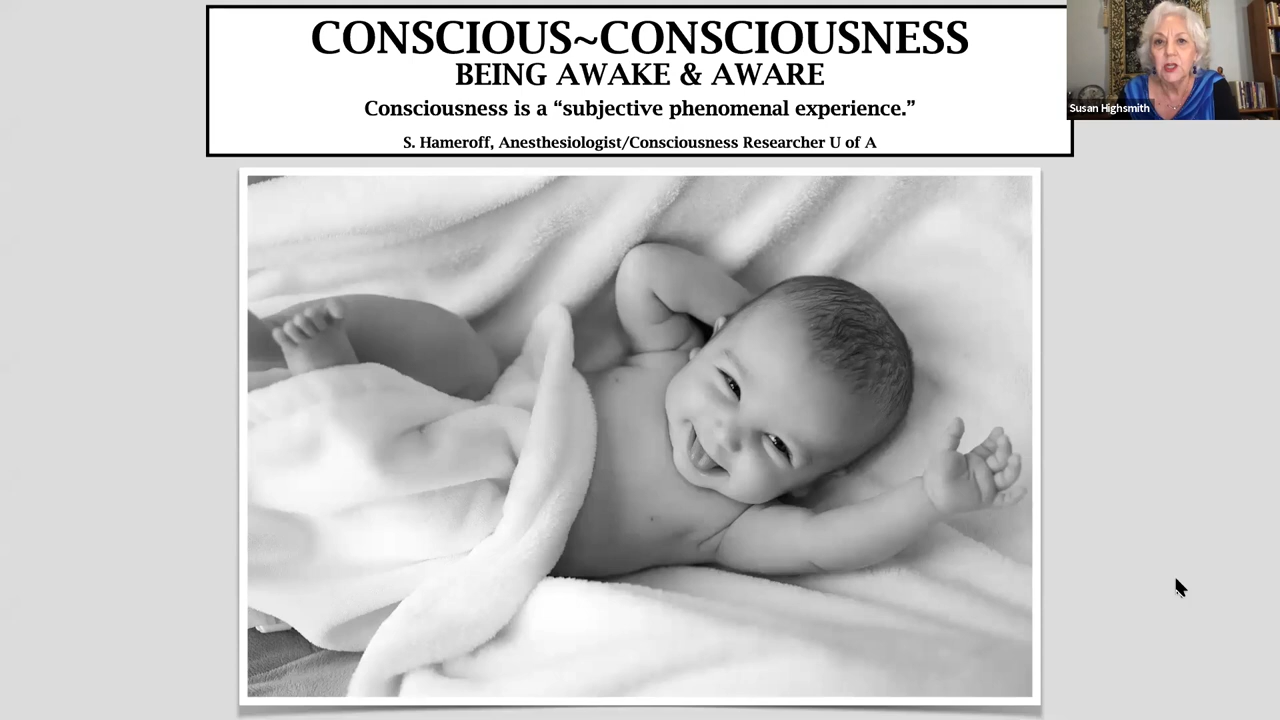 CONSCIOUS~CONSCIOUSNESS
BEING AWAKE & AWARE
Consciousness is a “subjective phenomenal experience.”
S. Hameroff, Anesthesiologist/Consciousness Researcher U of A
Susan Highsmith